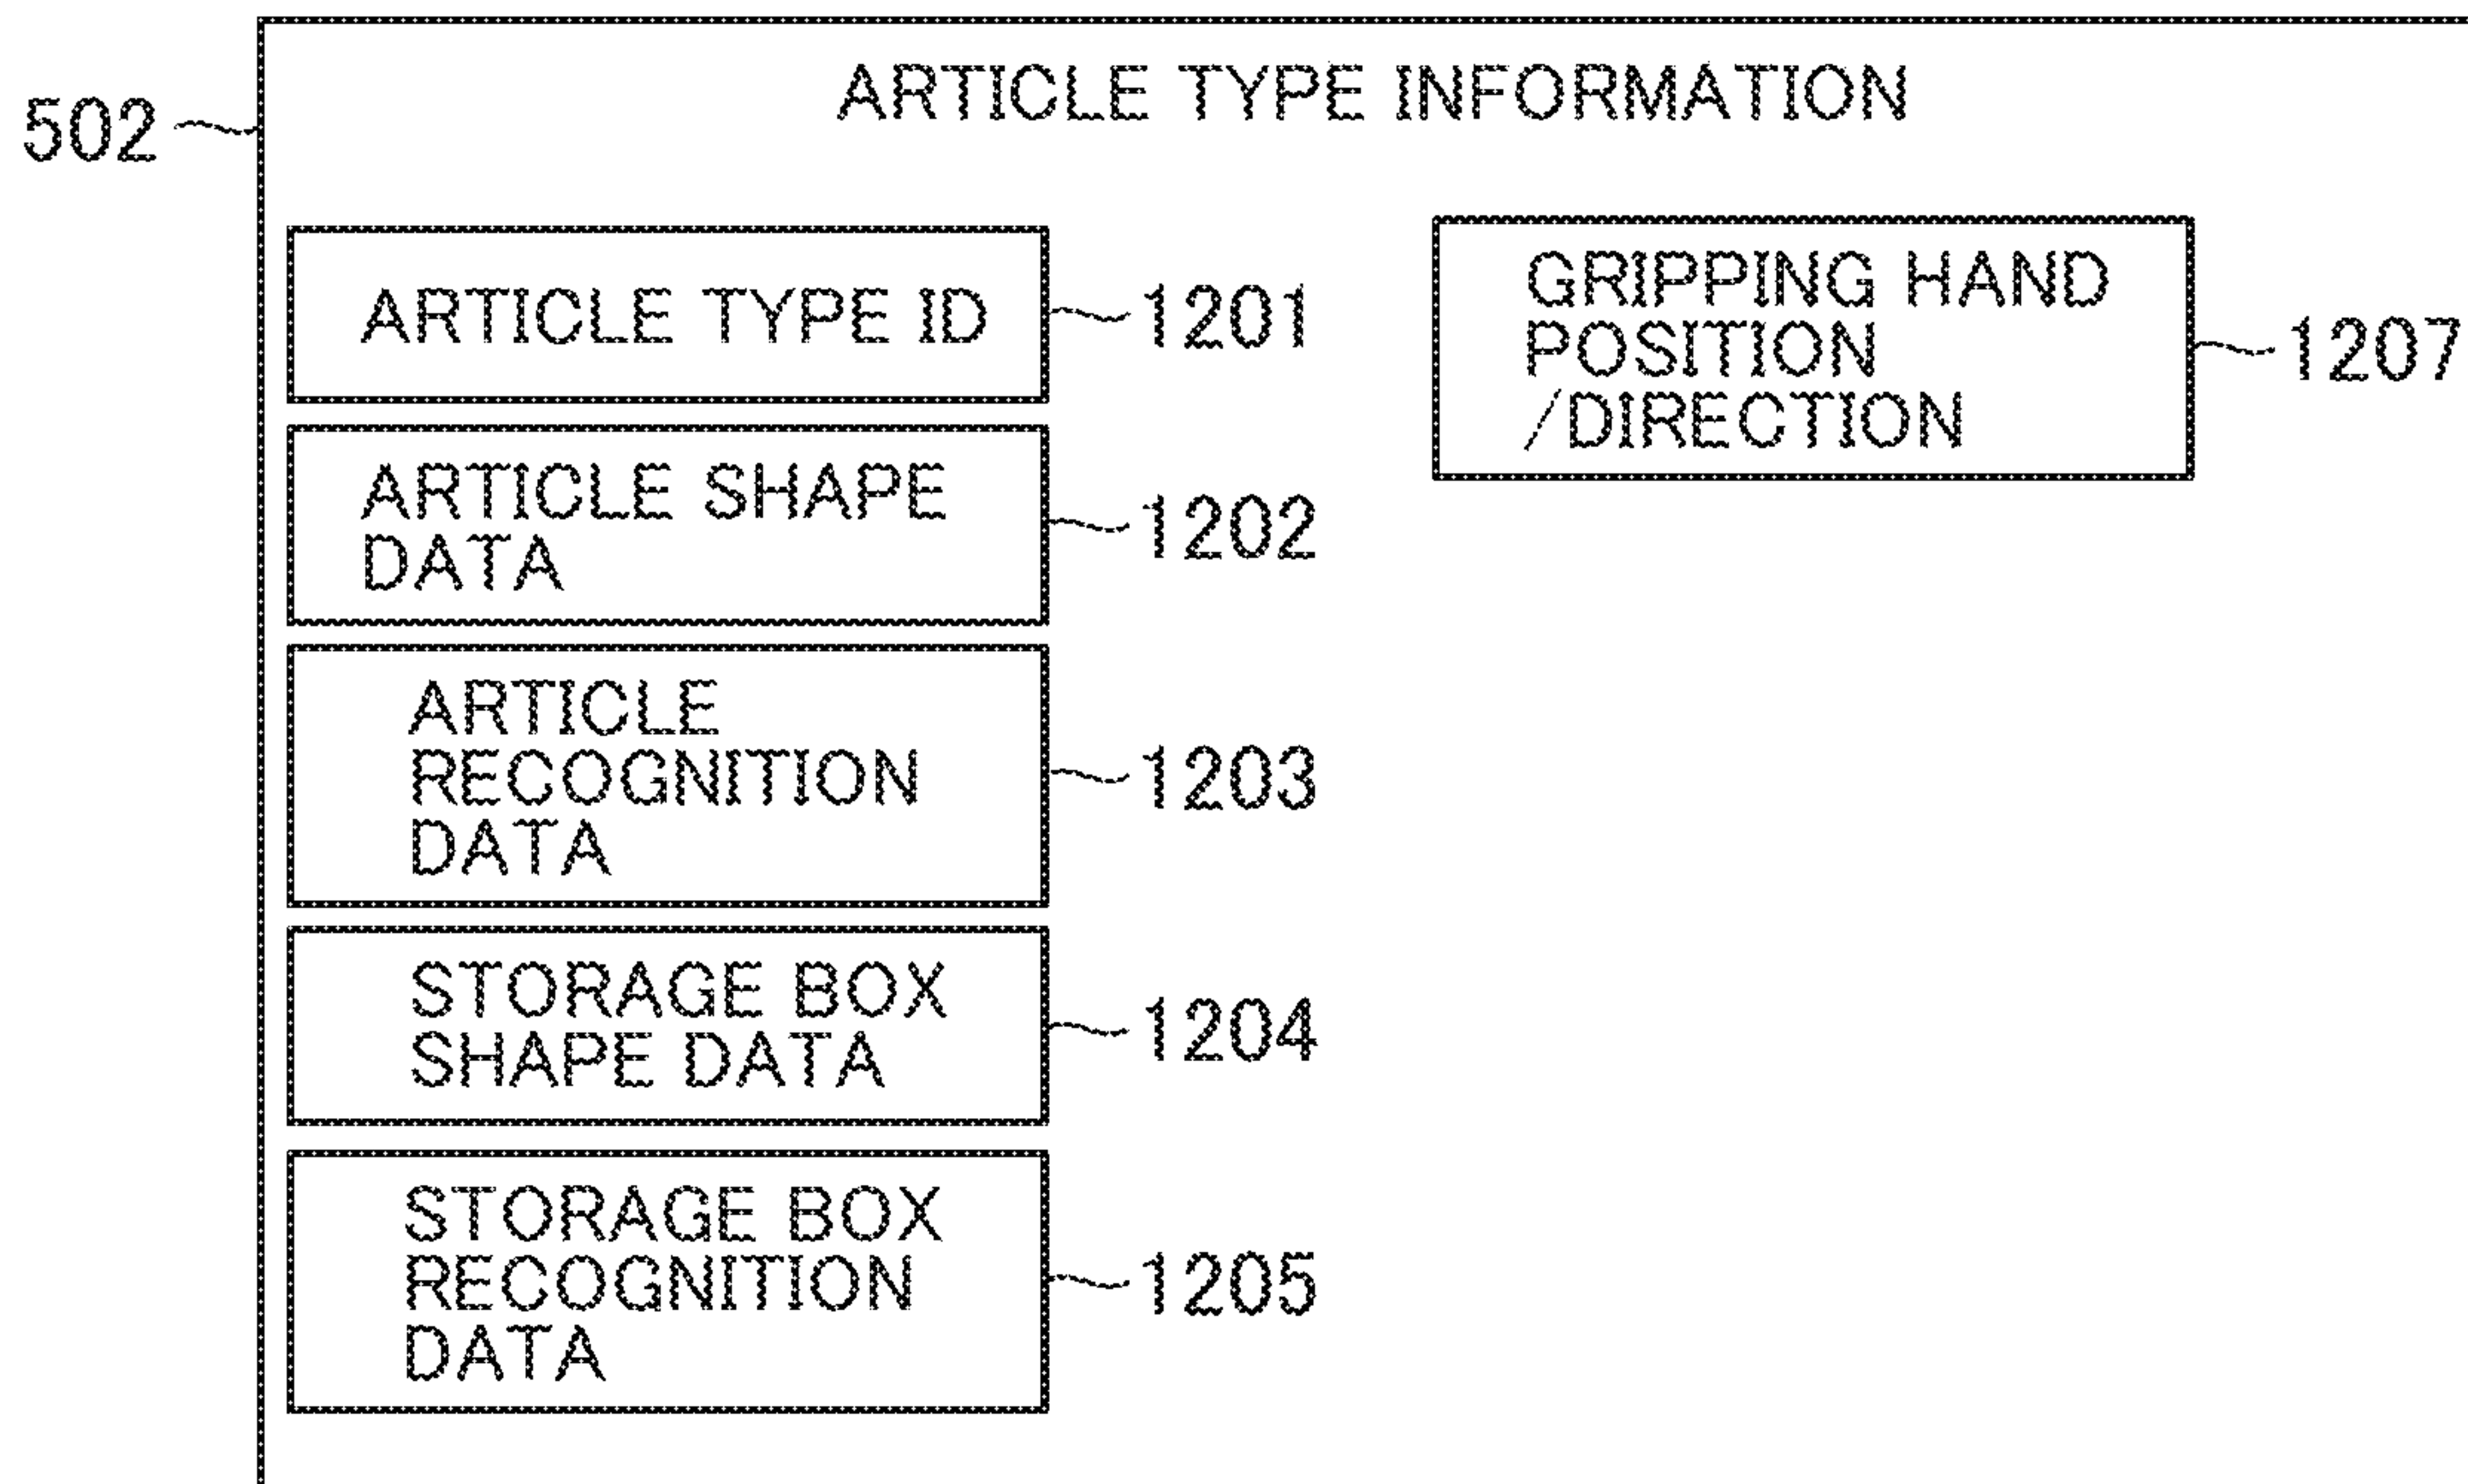 ARTICLE TYPE INFORMATION
502
ARTICLE TYPE ID
1201
ARTICLE SHAPE
DATA
1202
ARTICLE
RECOGNITION
DATA
1203
STORAGE BOX
SHAPE DATA
1204
STORAGE BOX
RECOGNITION
DATA
1205
GRIPPING HAND
POSITION
/DIRECTION
1207